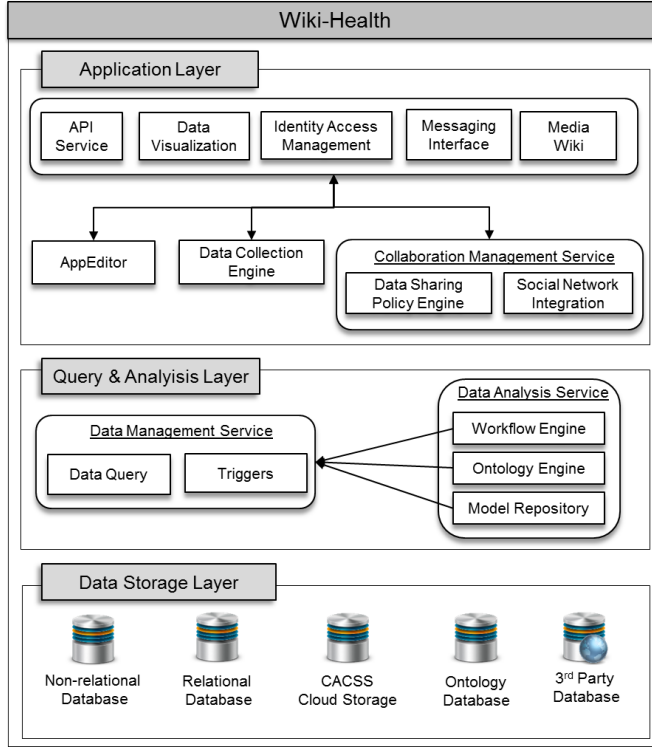 Wiki-Health
Application Layer
API
Service
Data
Visualization
Identity Access
Management
Messaging
Interface
Media
Wiki
AppEditor
Data Collection
Engine
Collaboration Management Service
Data Sharing
Policy Engine
Social Network
Integration
Query & Analyisis Layer
Data Management Service
Data Query
Triggers
Data Analysis Service
Workflow Engine
Ontology Engine
Model Repository
Data Storage Layer
Non-relational
Database
Relational
Database
CACSS
Cloud Storage
Ontology
Database
3rd Party
Database